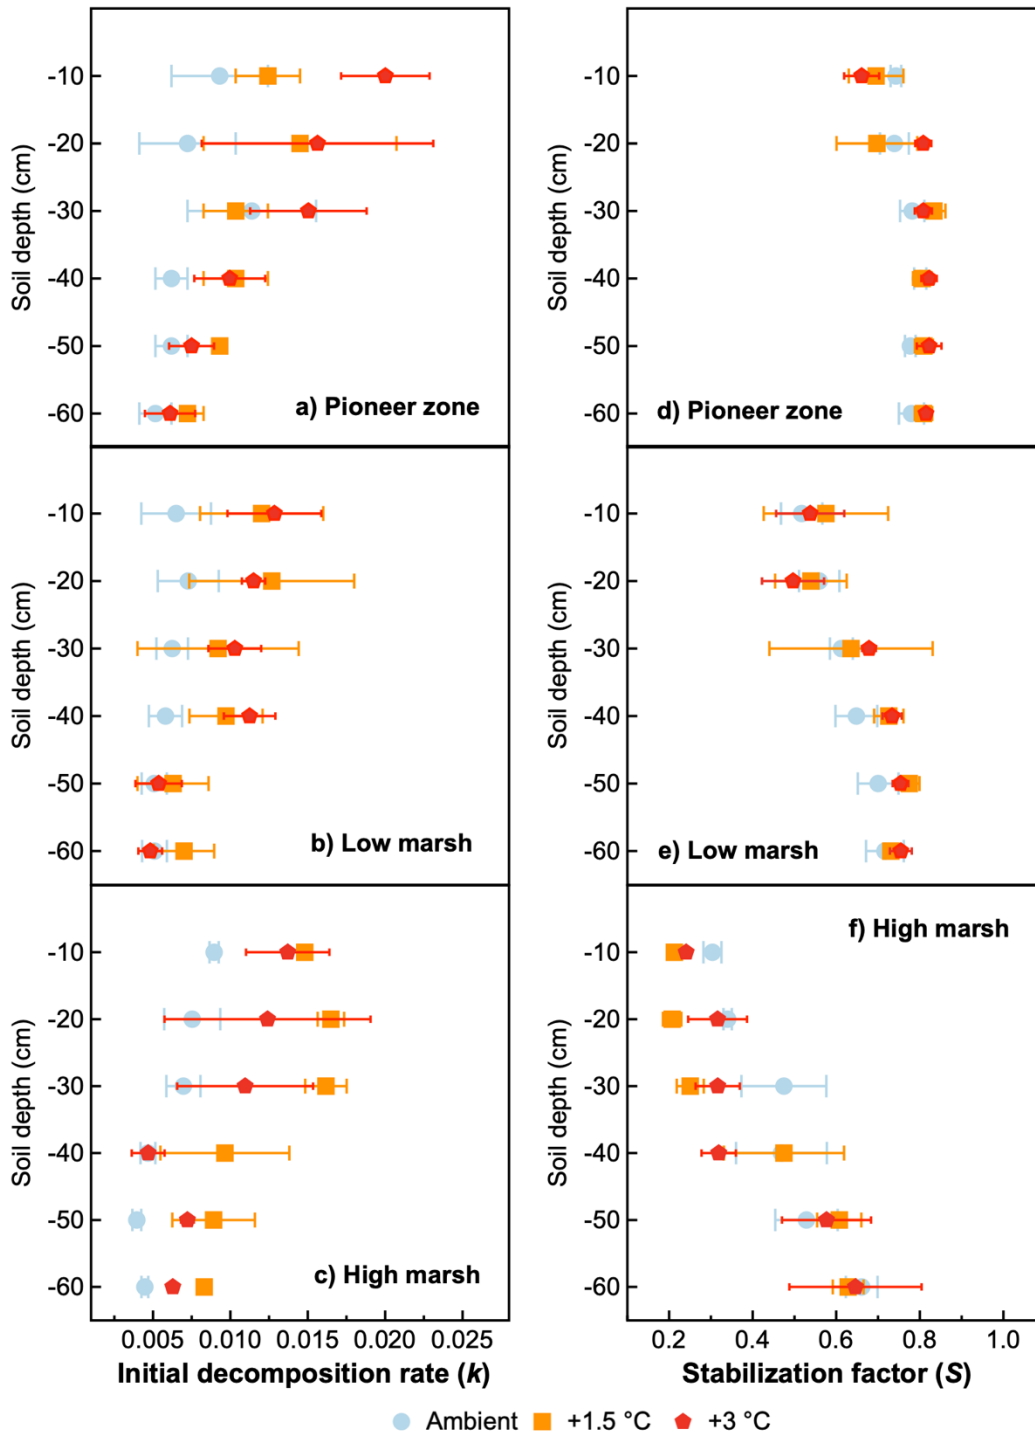 -10
-20
-30
-40
-50
-60
Soil depth (cm)
a) Pioneer zone
-10
-20
-30
-40
-50
-60
Soil depth (cm)
d) Pioneer zone
-10
-20
-30
-40
-50
-60
Soil depth (cm)
b) Low marsh
-10
-20
-30
-40
-50
-60
Soil depth (cm)
e) Low marsh
-10
-20
-30
-40
-50
-60
Soil depth (cm)
c) High marsh
-10
-20
-30
-40
-50
-60
Soil depth (cm)
f) High marsh
0.005 0.010 0.015 0.020 0.025
Initial decomposition rate (k)
0.2 0.4 0.6 0.8 1.0
Stabilization factor (S)
Ambient +1.5 °C +3 °C